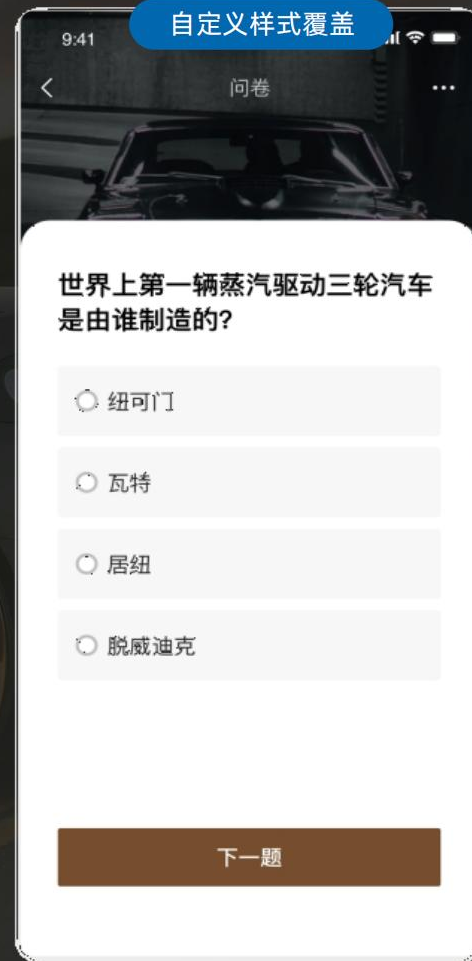 自定义样式覆盖
9:41
问卷
世界上第一辆蒸汽驱动三轮汽车
是由谁制造的?
纽可门
瓦特
居纽
脱威迪克
下一题